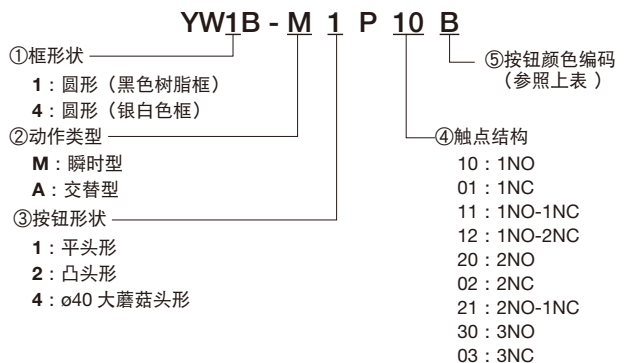 YW1B - M 1 P 10 B
①框形状
1：圆形（黑色树脂框）
4：圆形（银白色框）
②动作类型
M：瞬时型
A：交替型
③按钮形状
1：平头形
2：凸头形
4：ø40 大蘑菇头形
⑤按钮颜色编码
（参照上表 ）
④触点结构
10：1NO
01：1NC
11：1NO-1NC
12：1NO-2NC
20：2NO
02：2NC
21：2NO-1NC
30：3NO
03：3NC